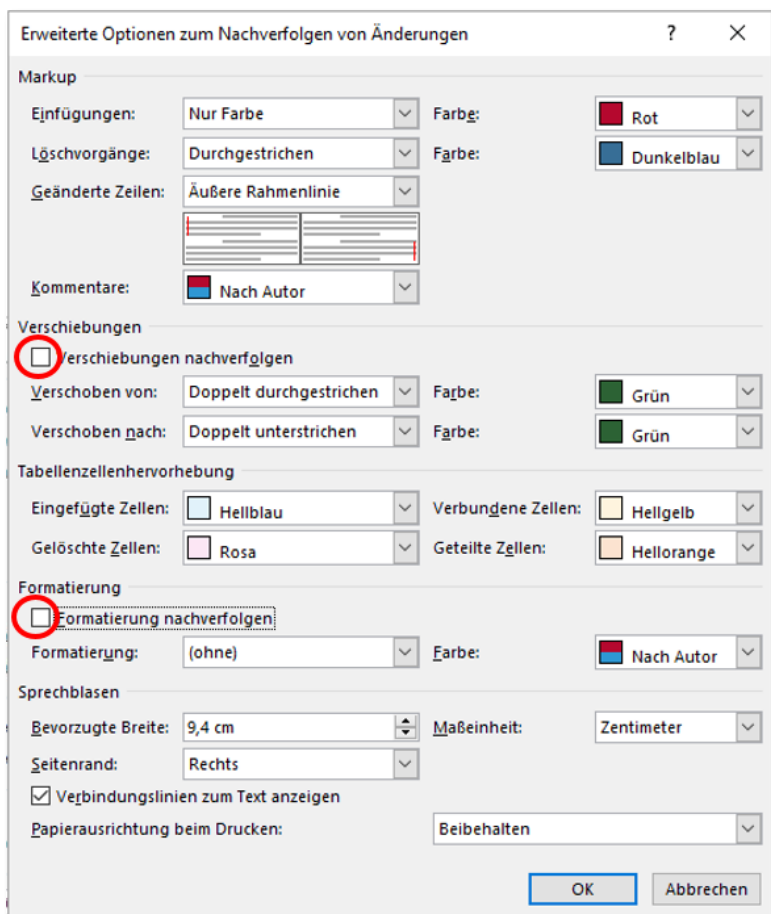 Erweiterte Optionen zum Nachverfolgen von Änderungen ?
Markup
Einfügungen: Nur Farbe Farbe: Rot
Löschvorgänge: Durchgestrichen Farbe: Dunkelblau
Geänderte Zeilen: Äußere Rahmenlinie
Kommentare: Nach Autor
Verschiebungen
Verschiebungen nachverfolgen
Verschoben von: Doppelt durchgestrichen Farbe: Grün
Verschoben nach: Doppelt unterstrichen Farbe: Grün
Tabellenzellenhervorhebung
Eingefügte Zellen: Hellblau Verbundene Zellen: Hellgelb
Gelöschte Zellen: Rosa Geteilte Zellen: Hellorange
Formatierung
Formatierung nachverfolgen
Formatierung: (ohne) Farbe: Nach Autor
Sprechblasen
Bevorzugte Breite: 9,4 cm Maßeinheit: Zentimeter
Seitenrand: Rechts
Verbindungslinien zum Text anzeigen
Papierausrichtung beim Drucken: Beibehalten
OK Abbrechen